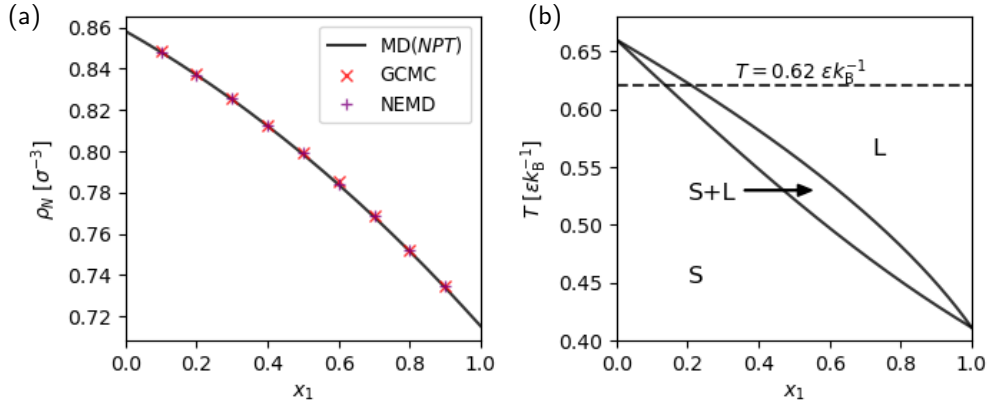 (a)
0.86
0.84
0.82
0.80
0.78
0.76
0.74
0.72
ρ_N [σ⁻³]
MD(NPT)
GCMC
NEMD
0.0 0.2 0.4 0.6 0.8 1.0
x₁
(b)
0.65
0.60
0.55
0.50
0.45
0.40
T [εk_B⁻¹]
T = 0.62 εk_B⁻¹
L
S+L
S
0.0 0.2 0.4 0.6 0.8 1.0
x₁